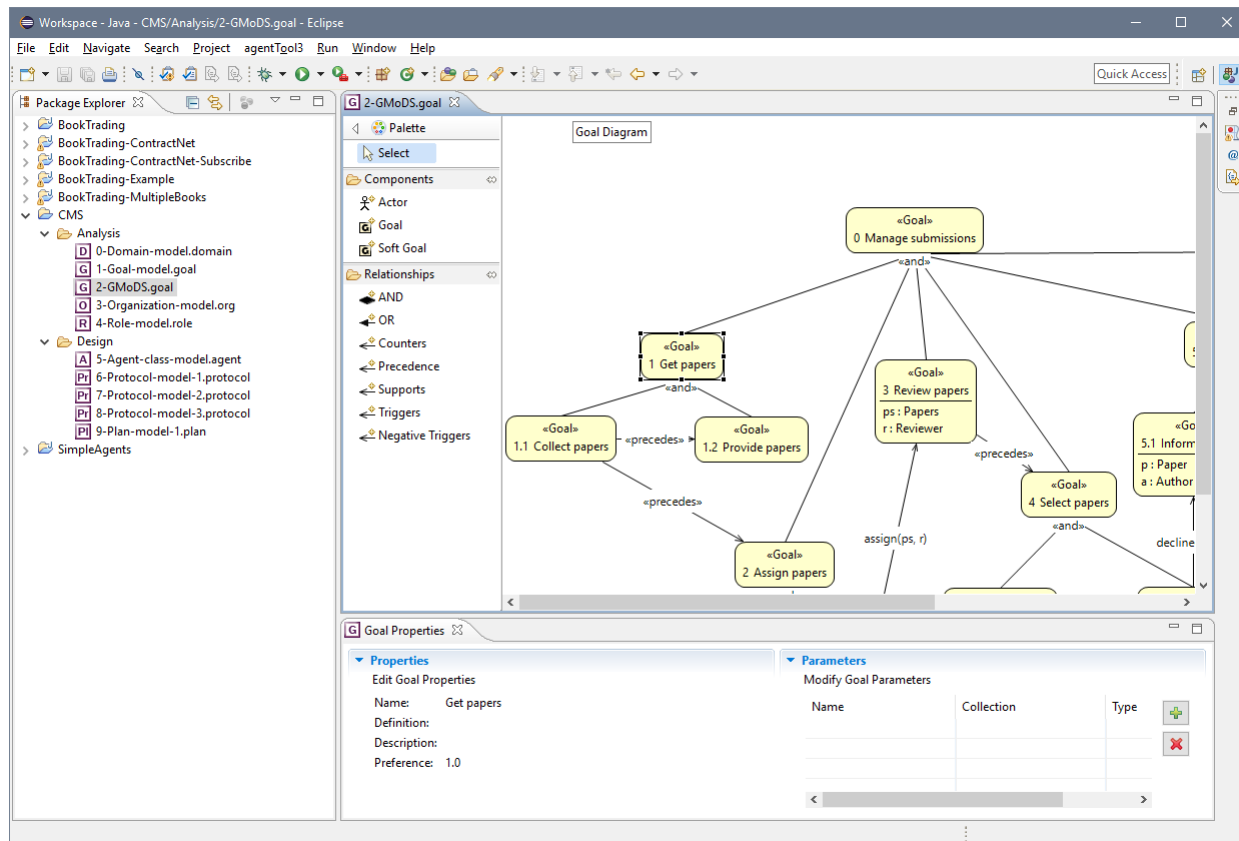 Workspace - Java - CMS/Analysis/2-GMoDS.goal - Eclipse
File Edit Navigate Search Project agentTool3 Run Window Help
Quick Access
Package Explorer
BookTrading
BookTrading-ContractNet
BookTrading-ContractNet-Subscribe
BookTrading-Example
BookTrading-MultipleBooks
CMS
Analysis
D 0-Domain-model.domain
G 1-Goal-model.goal
G 2-GMoDS.goal
O 3-Organization-model.org
R 4-Role-model.role
Design
A 5-Agent-class-model.agent
Pr 6-Protocol-model-1.protocol
Pr 7-Protocol-model-2.protocol
Pr 8-Protocol-model-3.protocol
Pl 9-Plan-model-1.plan
SimpleAgents
G 2-GMoDS.goal
Palette
Select
Components
Actor
Goal
Soft Goal
Relationships
AND
OR
Counters
Precedence
Supports
Triggers
Negative Triggers
Goal Diagram
«Goal»
0 Manage submissions
«and»
«Goal»
1 Get papers
«and»
«Goal»
1.1 Collect papers
«precedes»
«Goal»
1.2 Provide papers
«Goal»
3 Review papers
ps : Papers
r : Reviewer
«precedes»
«Goal»
4 Select papers
«and»
«precedes»
«Goal»
2 Assign papers
assign(ps, r)
5
«Go
5.1 Inform
p : Paper
a : Author
decline
G Goal Properties
Properties
Edit Goal Properties
Name: Get papers
Definition:
Description:
Preference: 1.0
Parameters
Modify Goal Parameters
Name Collection Type